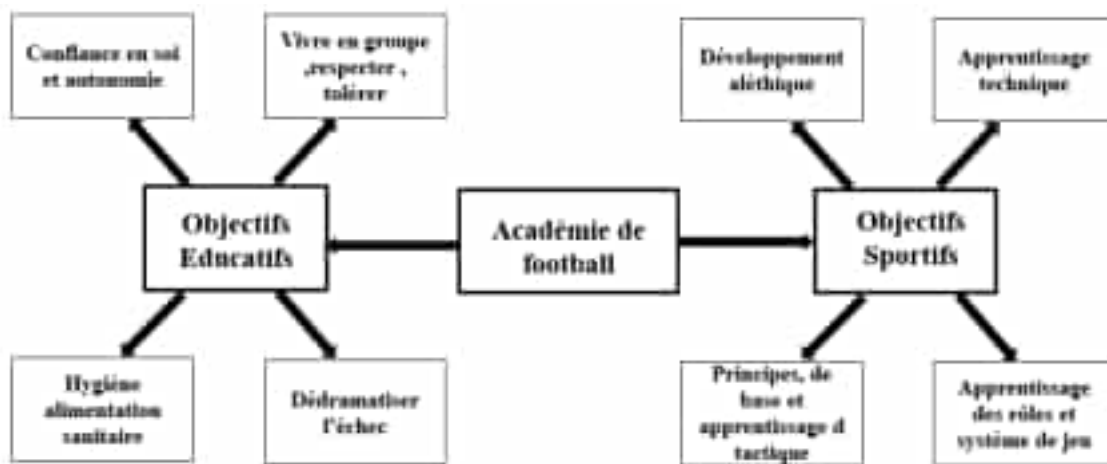 Confiance en soi
et autonomie
Vivre en groupe
,respecter ,
tolérer
Développement
aléthique
Apprentissage
technique
Objectifs
Educatifs
Académie de
football
Objectifs
Sportifs
Hygiène
alimentation
sanitaire
Dédramatiser
l'échec
Principes, de
base et
apprentissage d
tactique
Apprentissage
des rôles et
système de jeu